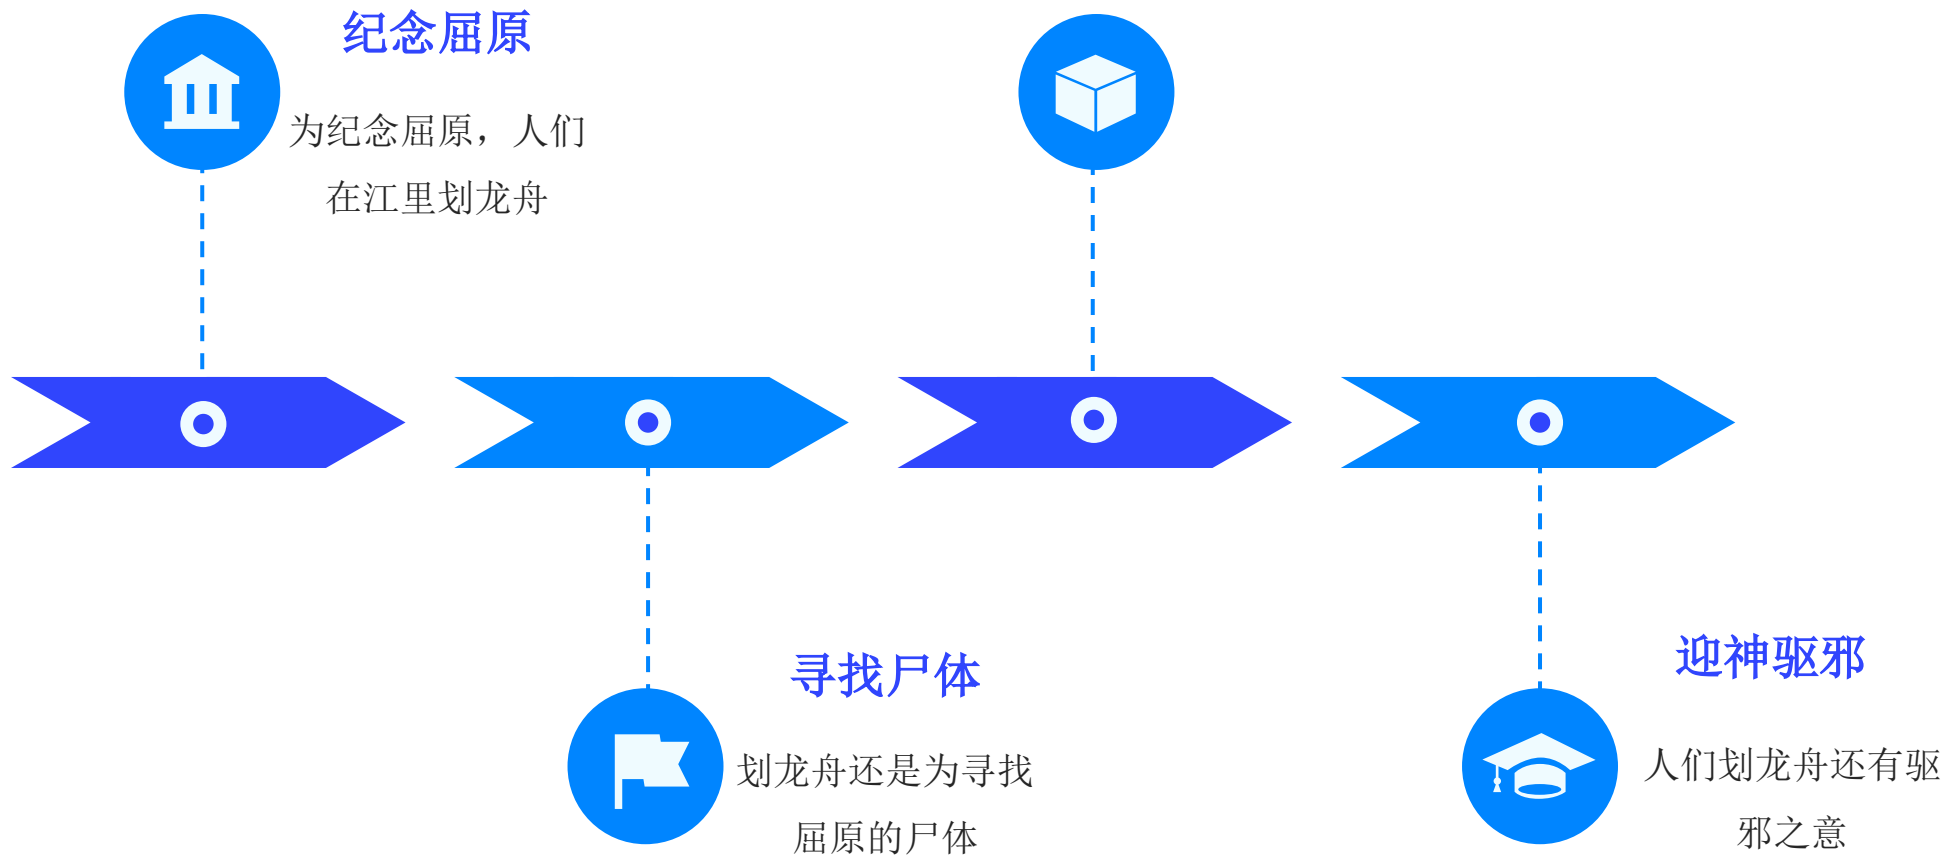 纪念屈原
为纪念屈原，人们
在江里划龙舟
寻找尸体
划龙舟还是为寻找
屈原的尸体
迎神驱邪
人们划龙舟还有驱
邪之意